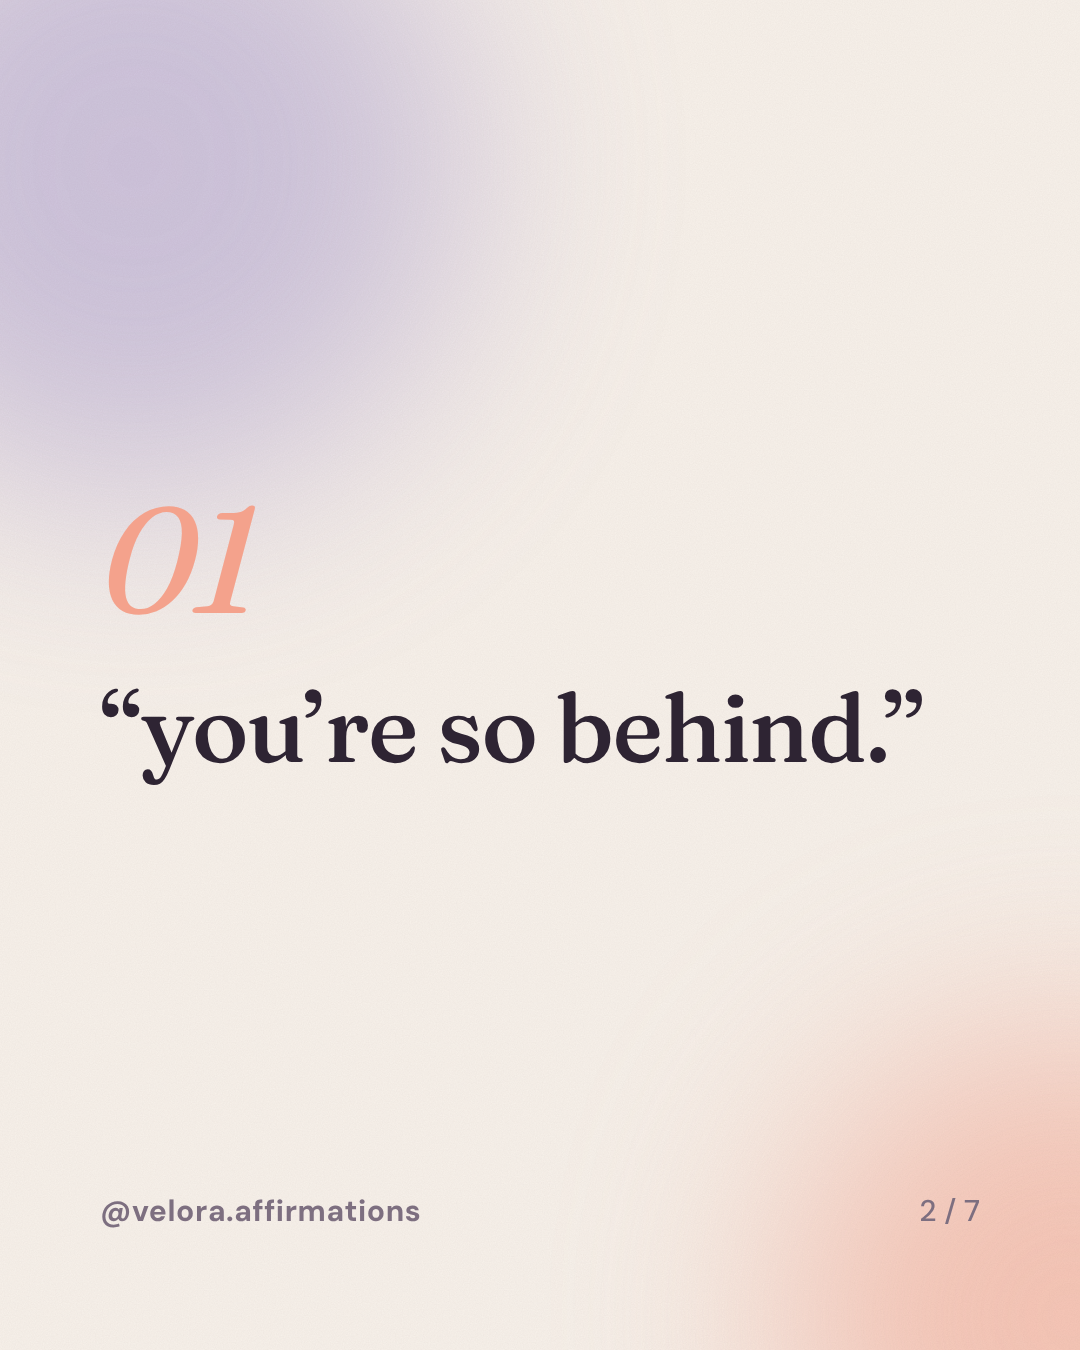 01
“you’re so behind.”
@velora.affirmations
2 / 7